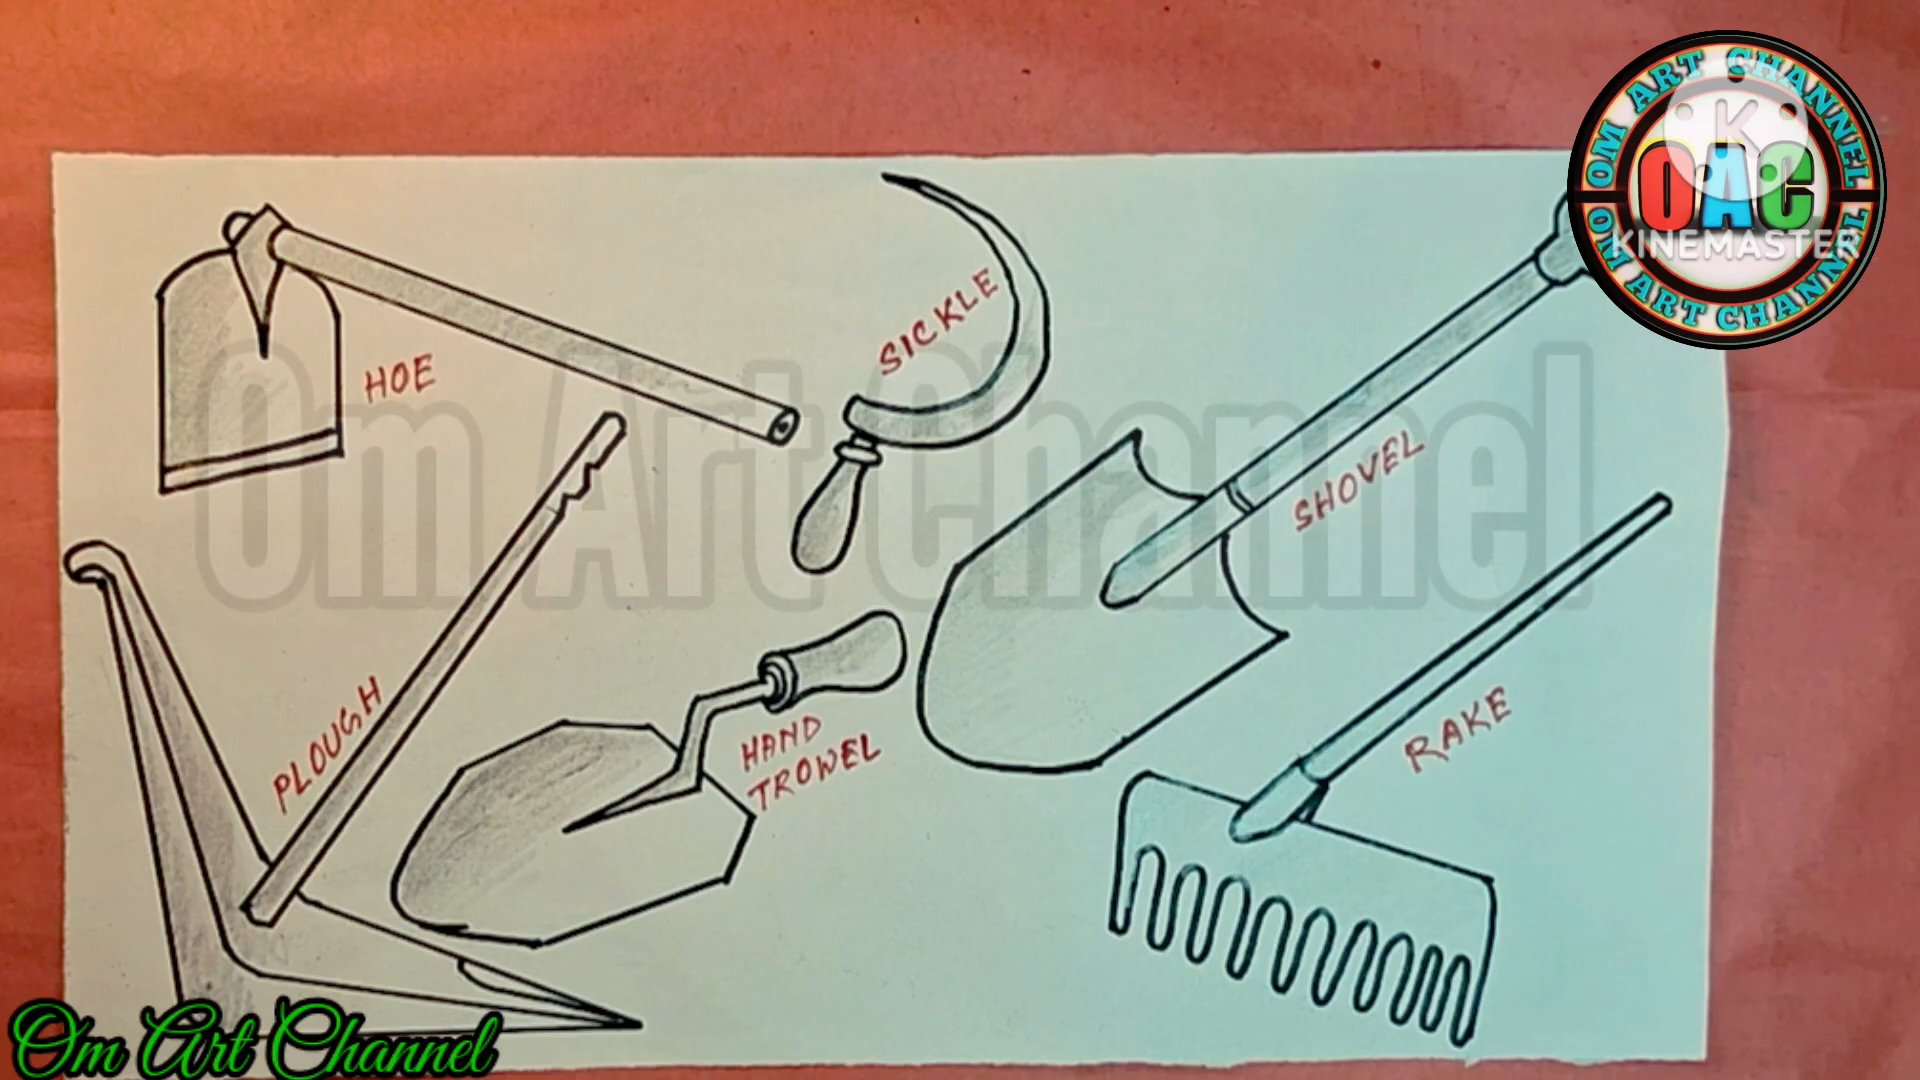 OM ART CHANNEL
K
OAC
KINEMASTER
OM ART CHANNEL
HOE
SICKLE
SHOVEL
Om Art Channel
PLOUGH
HAND
TROWEL
RAKE
Om Art Channel